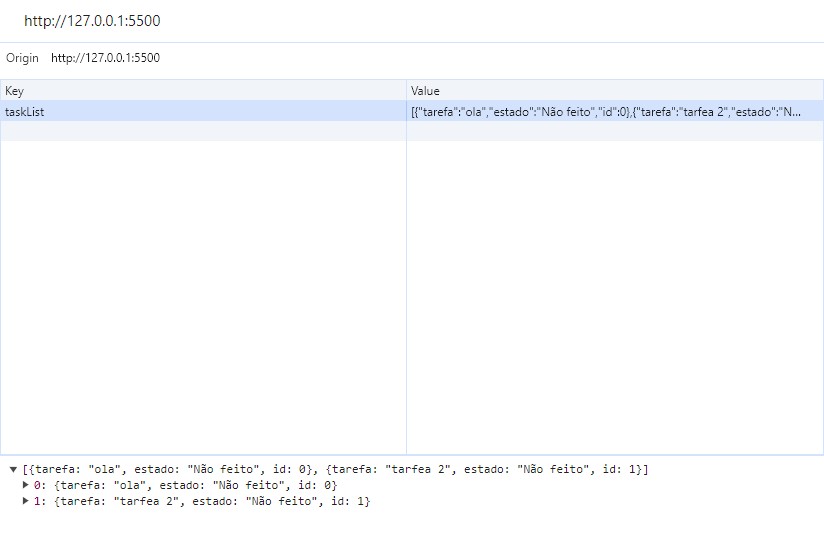 http://127.0.0.1:5500
Origin http://127.0.0.1:5500
Key Value
taskList [{"tarefa":"ola","estado":"Não feito","id":0},{"tarefa":"tarfea 2","estado":"N...
[{tarefa: "ola", estado: "Não feito", id: 0}, {tarefa: "tarfea 2", estado: "Não feito", id: 1}]
0: {tarefa: "ola", estado: "Não feito", id: 0}
1: {tarefa: "tarfea 2", estado: "Não feito", id: 1}